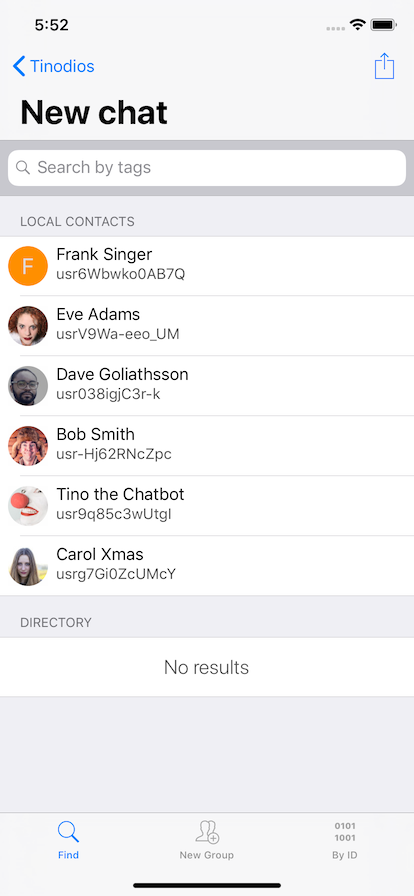 5:52
Tinodios
New chat
Search by tags
LOCAL CONTACTS
F
Frank Singer
usr6Wbwko0AB7Q
Eve Adams
usrV9Wa-eeo_UM
Dave Goliathsson
usr038igjC3r-k
Bob Smith
usr-Hj62RNcZpc
Tino the Chatbot
usr9q85c3wUtgI
Carol Xmas
usrg7Gi0ZcUMcY
DIRECTORY
No results
0101
1001
Find
New Group
By ID